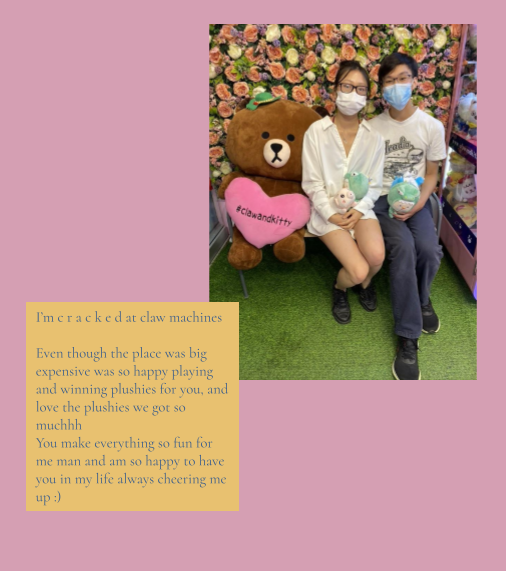 #clawandkitty
I'm c r a c k e d at claw machines
Even though the place was big
expensive was so happy playing
and winning plushies for you, and
love the plushies we got so
muchhh
You make everything so fun for
me man and am so happy to have
you in my life always cheering me
up :)